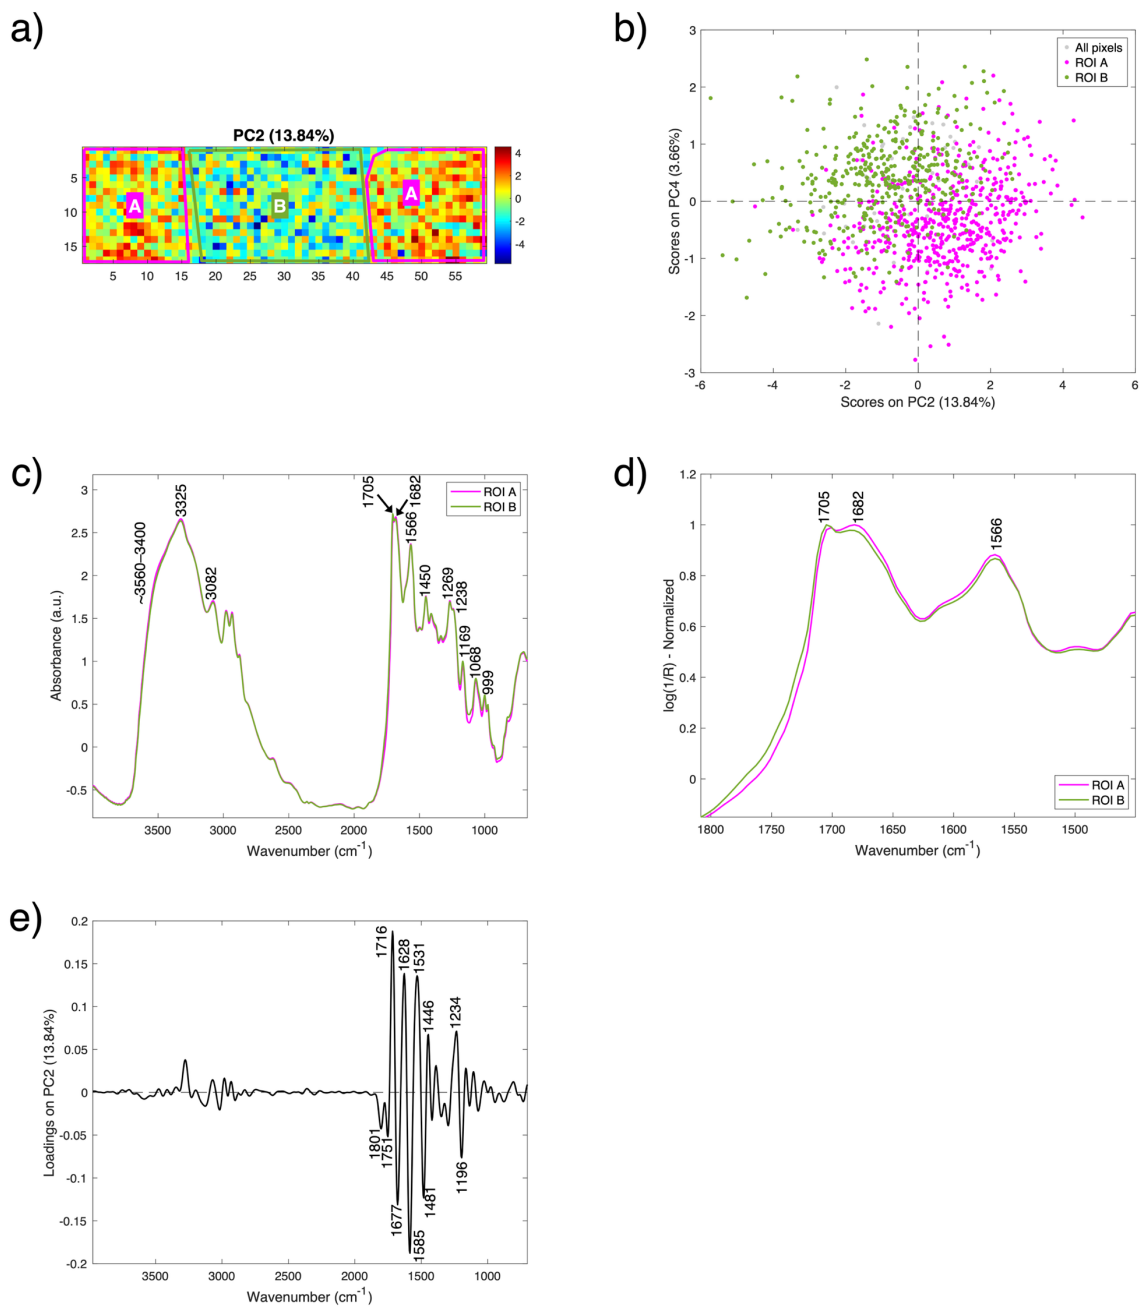 a)
PC2 (13.84%)
5
10
15
A
B
A
5 10 15 20 25 30 35 40 45 50 55
4
2
0
-2
-4
b)
3
2
1
0
-1
-2
-3
-6 -4 -2 0 2 4 6
Scores on PC4 (3.66%)
Scores on PC2 (13.84%)
All pixels
ROI A
ROI B
c)
3
2.5
2
1.5
1
0.5
0
-0.5
3500 3000 2500 2000 1500 1000
Absorbance (a.u.)
Wavenumber (cm-1)
~3560–3400
3325
3082
1705
1682
1566
1450
1269
1238
1169
1068
999
ROI A
ROI B
d)
1.2
1
0.8
0.6
0.4
0.2
0
1800 1750 1700 1650 1600 1550 1500
log(1/R) - Normalized
Wavenumber (cm-1)
1705
1682
1566
ROI A
ROI B
e)
0.2
0.15
0.1
0.05
0
-0.05
-0.1
-0.15
-0.2
3500 3000 2500 2000 1500 1000
Loadings on PC2 (13.84%)
Wavenumber (cm-1)
1801
1751
1716
1677
1628
1585
1531
1481
1446
1234
1196